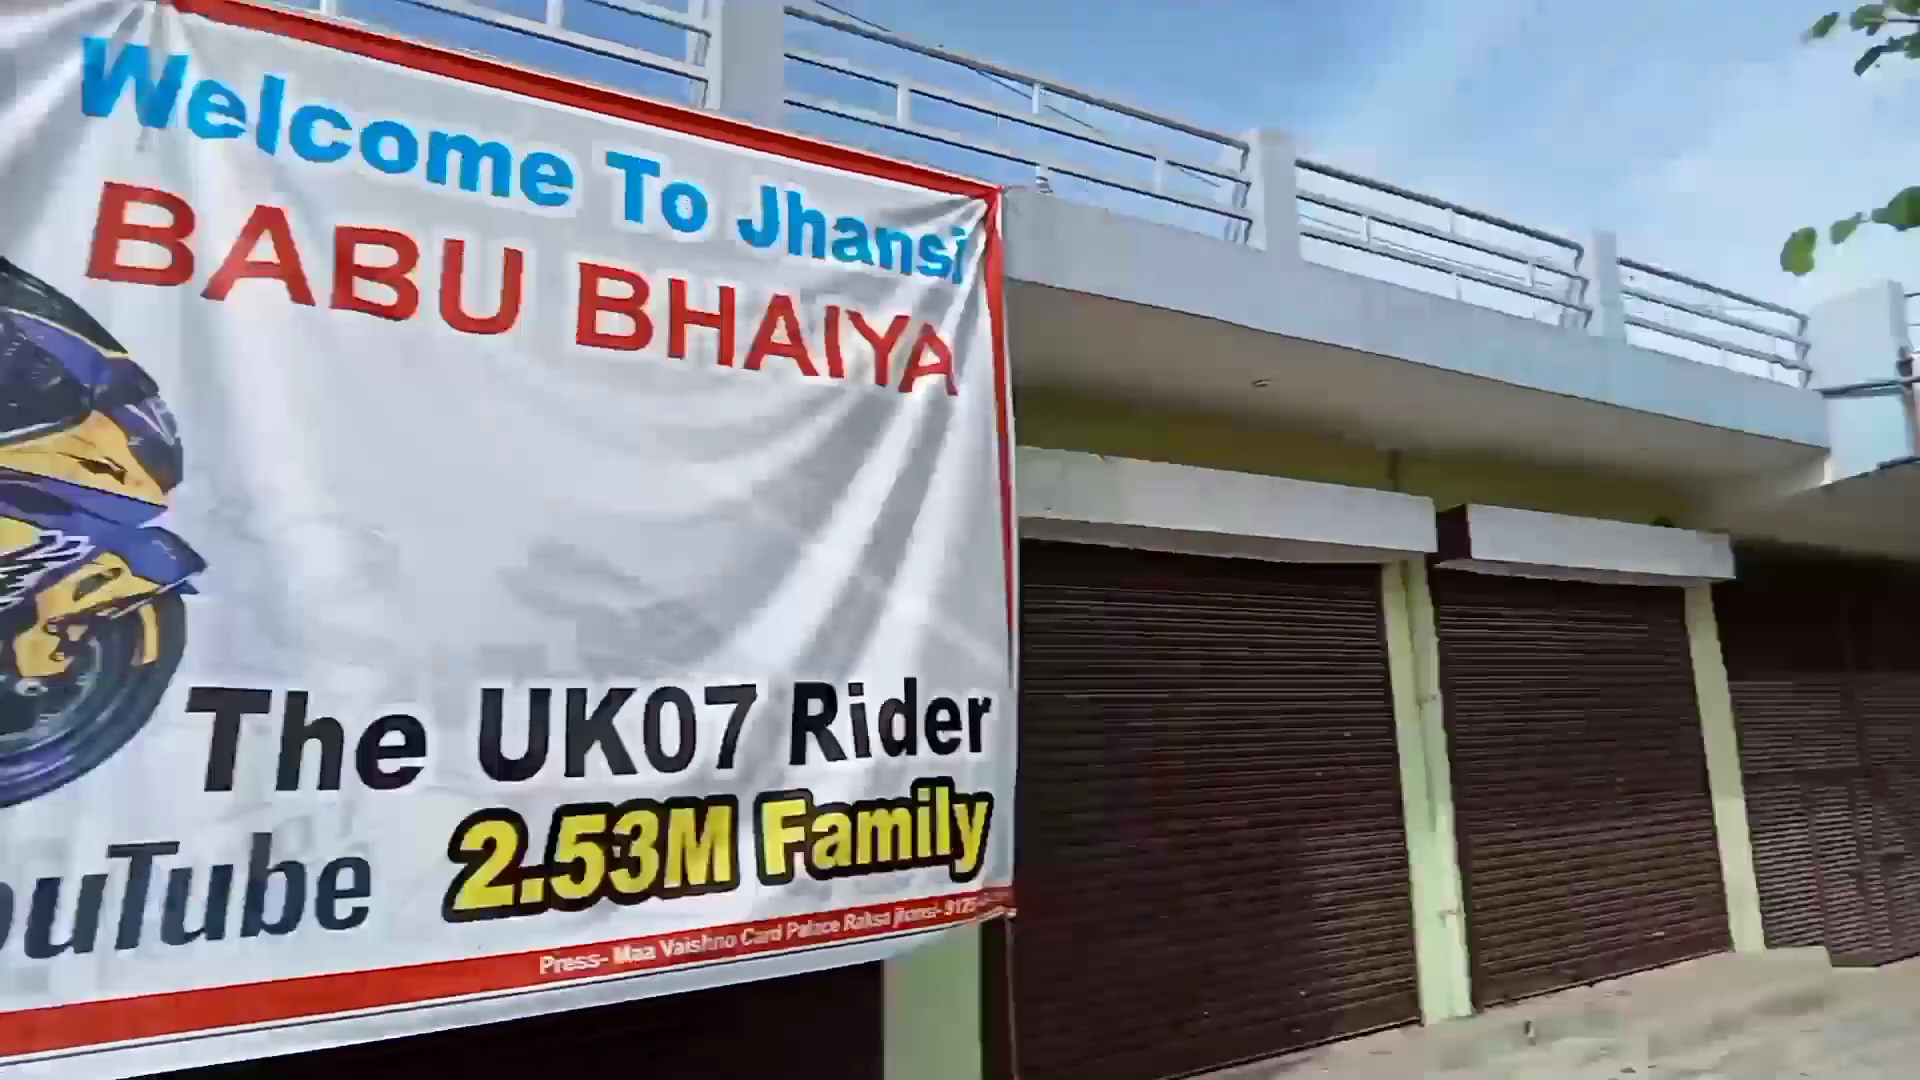 Welcome To Jhansi
BABU BHAIYA
The UK07 Rider
ouTube 2.53M Family
Press- Maa Vaishno Card Palace Raksa jhansi- 9125